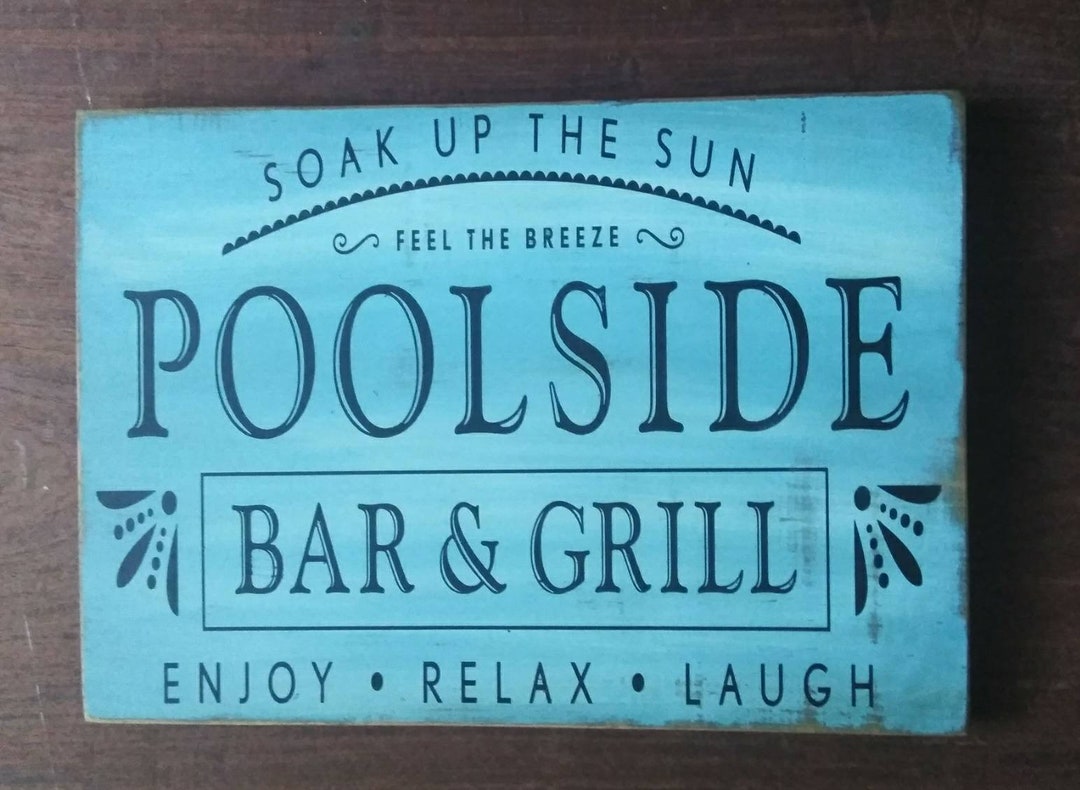 SOAK UP THE SUN
FEEL THE BREEZE
POOLSIDE
BAR & GRILL
ENJOY • RELAX • LAUGH